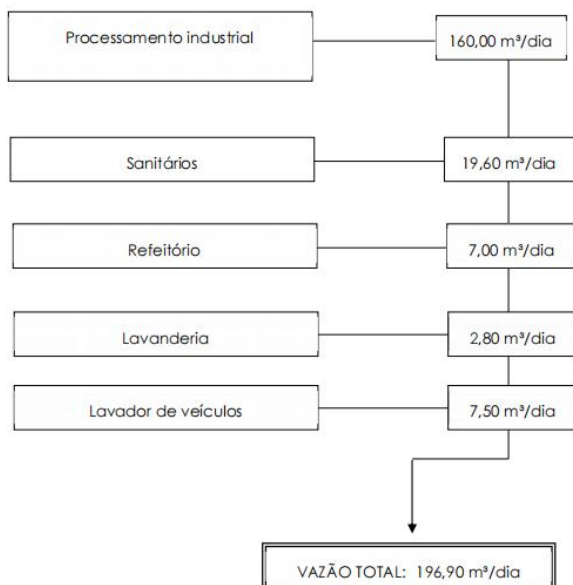 Processamento industrial
160,00 m³/dia
Sanitários
19,60 m³/dia
Refeitório
7,00 m³/dia
Lavanderia
2,80 m³/dia
Lavador de veículos
7,50 m³/dia
VAZÃO TOTAL: 196,90 m³/dia